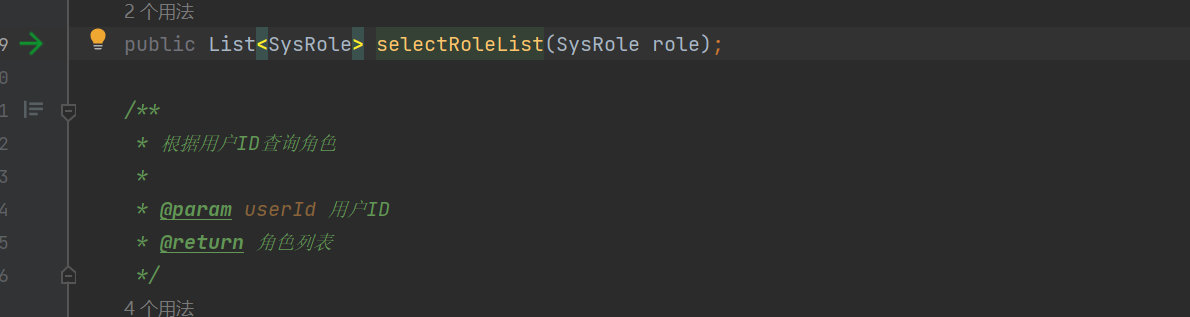 2 个用法
9 public List<SysRole> selectRoleList(SysRole role);
0
1 /**
2 * 根据用户ID查询角色
3 *
4 * @param userId 用户ID
5 * @return 角色列表
6 */
4 个用法